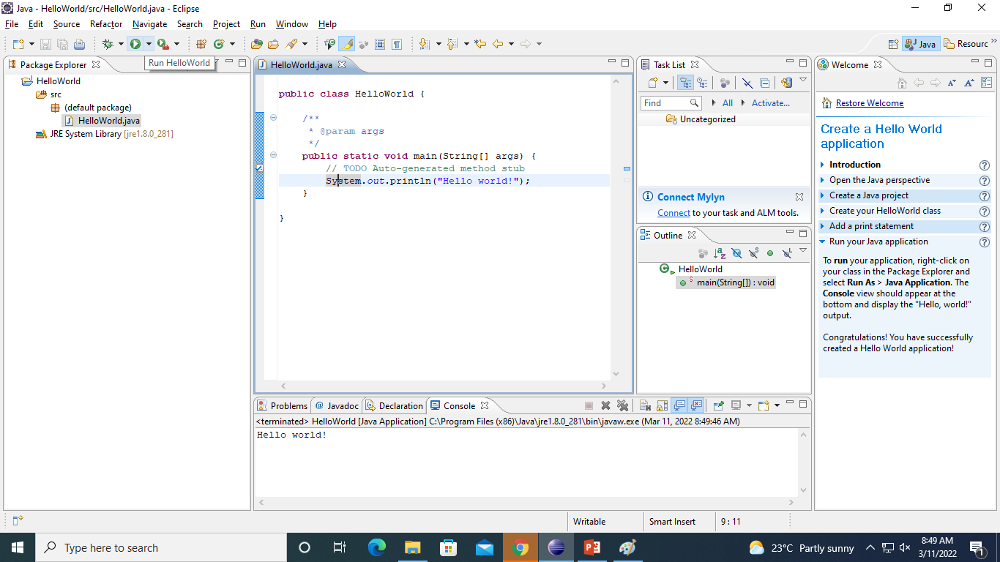 Java - HelloWorld/src/HelloWorld.java - Eclipse
File Edit Source Refactor Navigate Search Project Run Window Help
Java Resourc
Package Explorer
Run HelloWorld
HelloWorld
src
(default package)
HelloWorld.java
JRE System Library [jre1.8.0_281]
HelloWorld.java
public class HelloWorld {
/**
* @param args
*/
public static void main(String[] args) {
// TODO Auto-generated method stub
System.out.println("Hello world!");
}
}
Task List
Find All Activate...
Uncategorized
Connect Mylyn
Connect to your task and ALM tools.
Outline
HelloWorld
main(String[]) : void
Welcome
Restore Welcome
Create a Hello World
application
Introduction
Open the Java perspective
Create a Java project
Create your HelloWorld class
Add a print statement
Run your Java application
To run your application, right-click on
your class in the Package Explorer and
select Run As > Java Application. The
Console view should appear at the
bottom and display the "Hello, world!"
output.
Congratulations! You have successfully
created a Hello World application!
Problems Javadoc Declaration Console
<terminated> HelloWorld [Java Application] C:\Program Files (x86)\Java\jre1.8.0_281\bin\javaw.exe (Mar 11, 2022 8:49:46 AM)
Hello world!
Writable Smart Insert 9 : 11
Type here to search
23°C Partly sunny
8:49 AM
3/11/2022
1